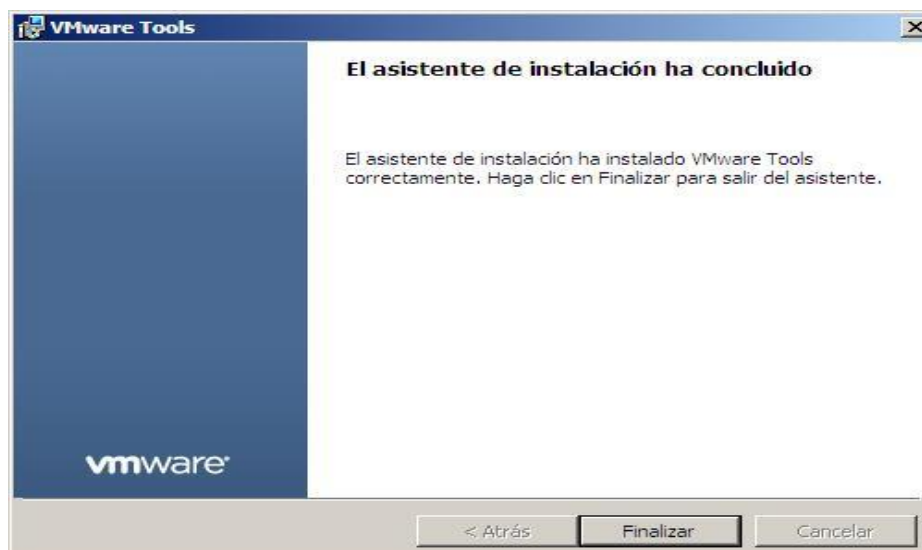 VMware Tools
El asistente de instalación ha concluido
El asistente de instalación ha instalado VMware Tools
correctamente. Haga clic en Finalizar para salir del asistente.
vmware
< Atrás
Finalizar
Cancelar